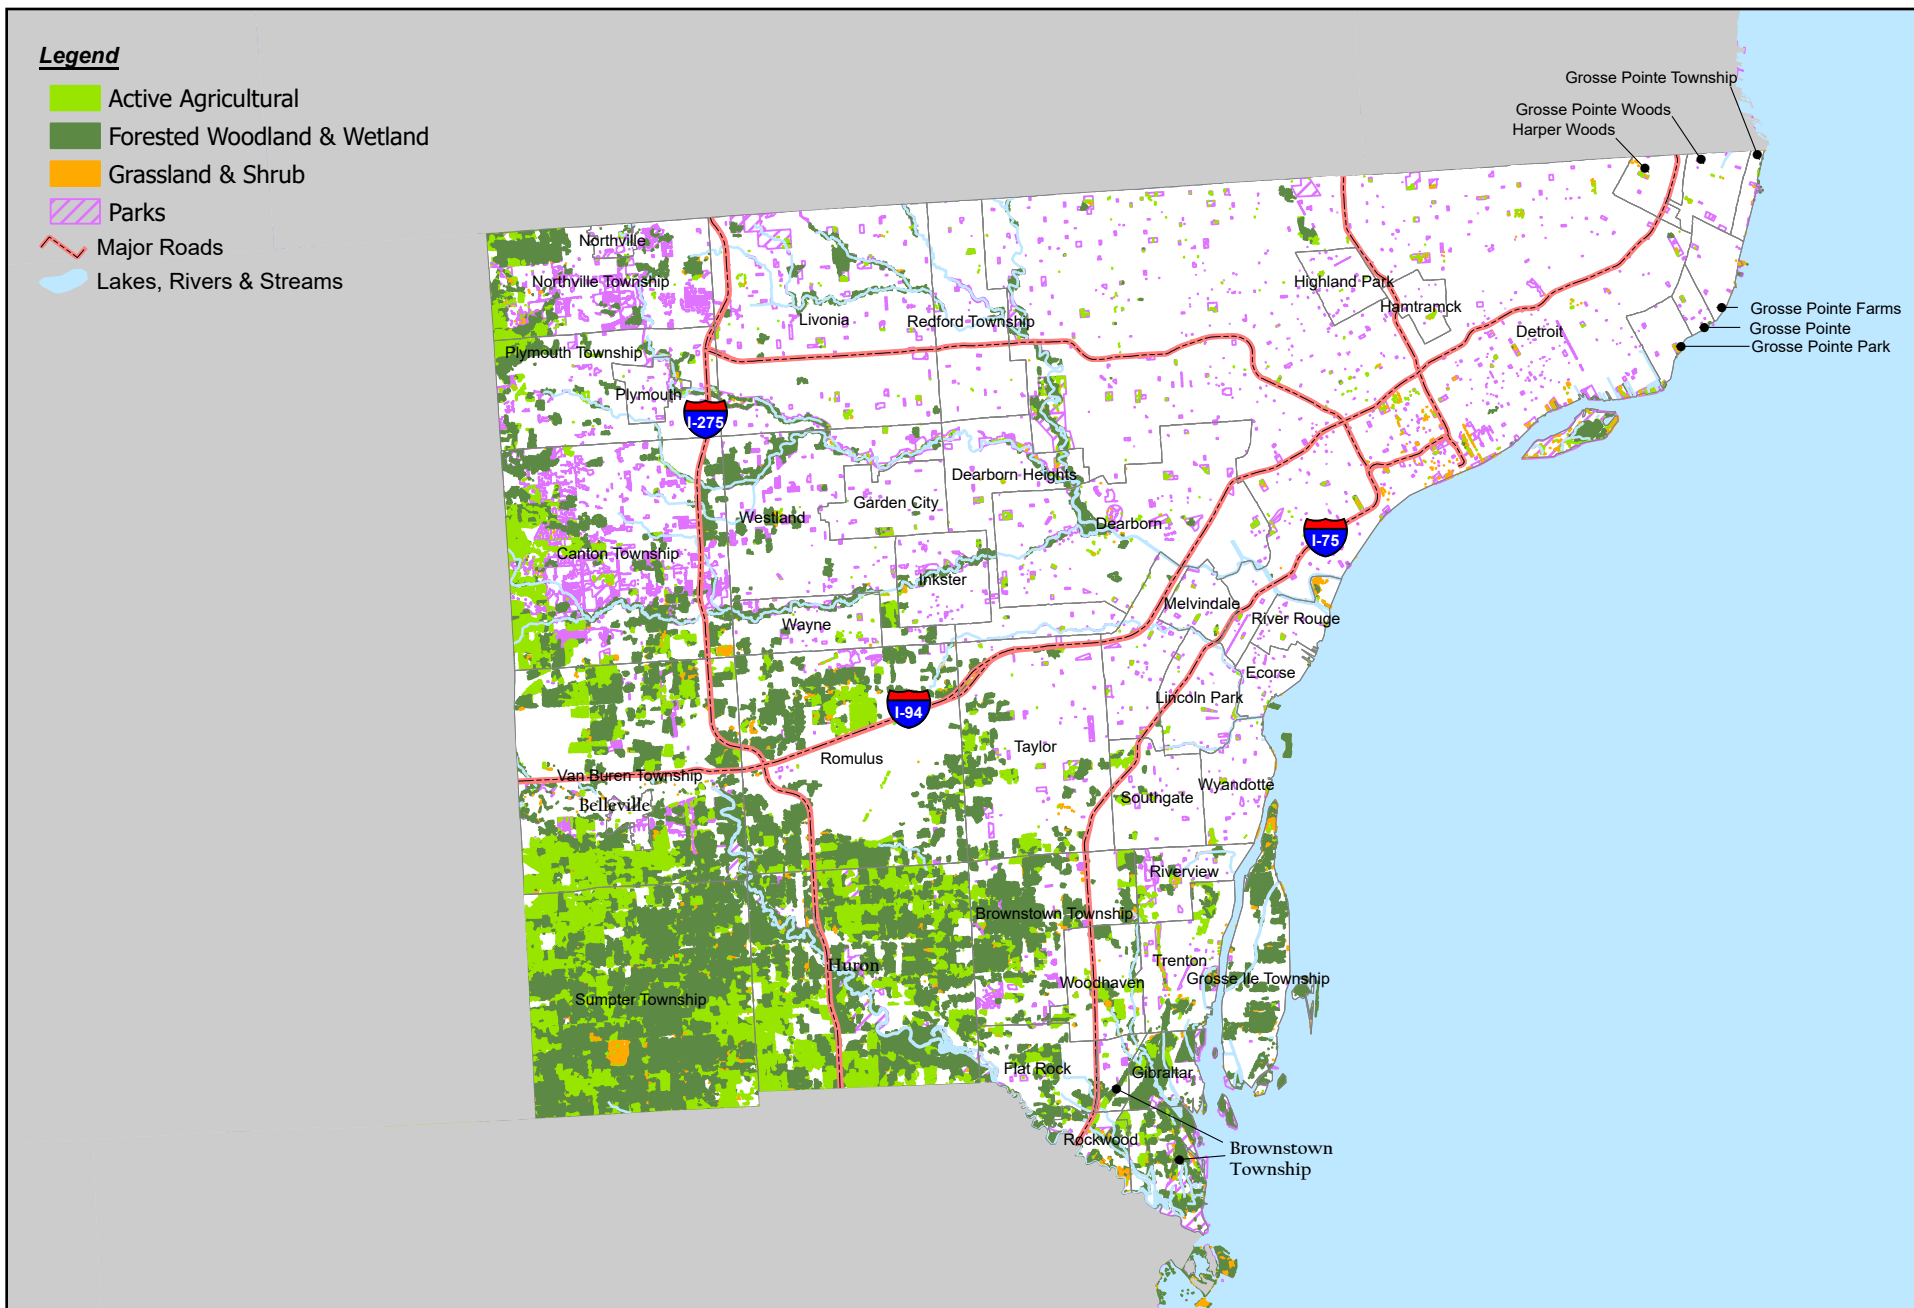 Legend
Active Agricultural
Forested Woodland & Wetland
Grassland & Shrub
Parks
Major Roads
Lakes, Rivers & Streams
Grosse Pointe Township
Grosse Pointe Woods
Harper Woods
Northville
Northville Township
Highland Park
Hamtramck
Grosse Pointe Farms
Livonia
Redford Township
Detroit
Grosse Pointe
Grosse Pointe Park
Plymouth Township
Plymouth
I-275
Dearborn Heights
Garden City
Westland
Dearborn
I-75
Canton Township
Inkster
Melvindale
Wayne
River Rouge
Ecorse
Lincoln Park
I-94
Taylor
Romulus
Van Buren Township
Belleville
Southgate
Wyandotte
Riverview
Brownstown Township
Huron
Trenton
Woodhaven
Grosse Ile Township
Sumpter Township
Flat Rock
Gibraltar
Rockwood
Brownstown
Township